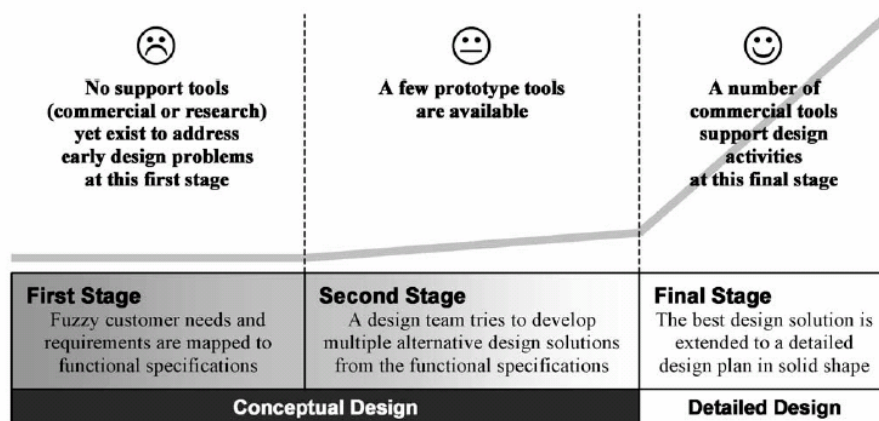 No support tools
(commercial or research)
yet exist to address
early design problems
at this first stage
A few prototype tools
are available
A number of
commercial tools
support design
activities
at this final stage
First Stage
Fuzzy customer needs and
requirements are mapped to
functional specifications
Second Stage
A design team tries to develop
multiple alternative design solutions
from the functional specifications
Final Stage
The best design solution is
extended to a detailed
design plan in solid shape
Conceptual Design
Detailed Design